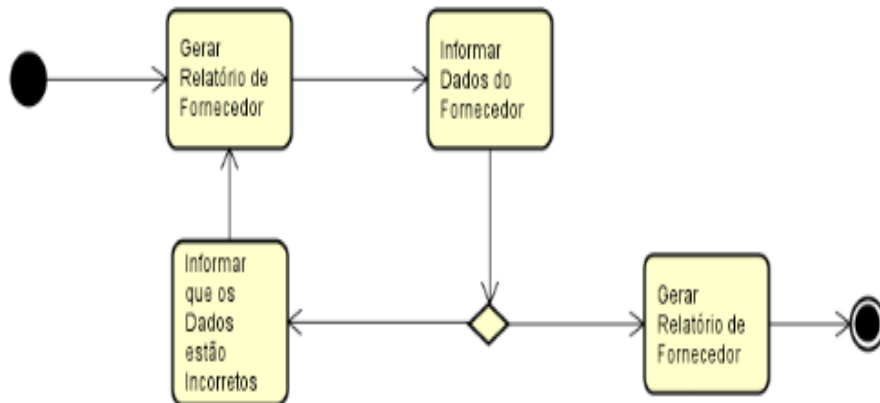 Gerar
Relatório de
Fornecedor
Informar
Dados do
Fornecedor
Informar
que os
Dados
estão
Incorretos
Gerar
Relatório de
Fornecedor